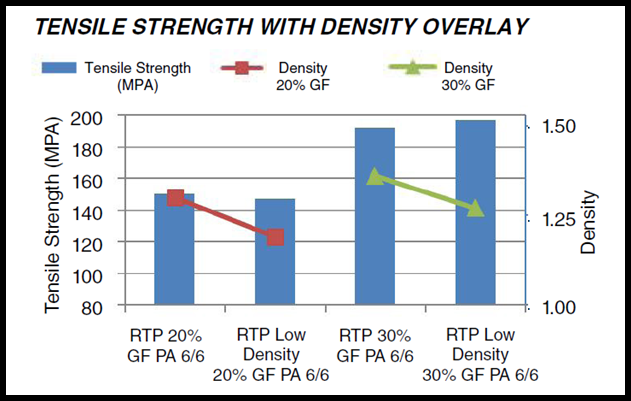 TENSILE STRENGTH WITH DENSITY OVERLAY
Tensile Strength
(MPA)
Density
20% GF
Density
30% GF
Tensile Strength (MPA)
200
180
160
140
120
100
80
1.50
1.25
1.00
Density
RTP 20%
GF PA 6/6
RTP Low
Density
20% GF PA 6/6
RTP 30%
GF PA 6/6
RTP Low
Density
30% GF PA 6/6